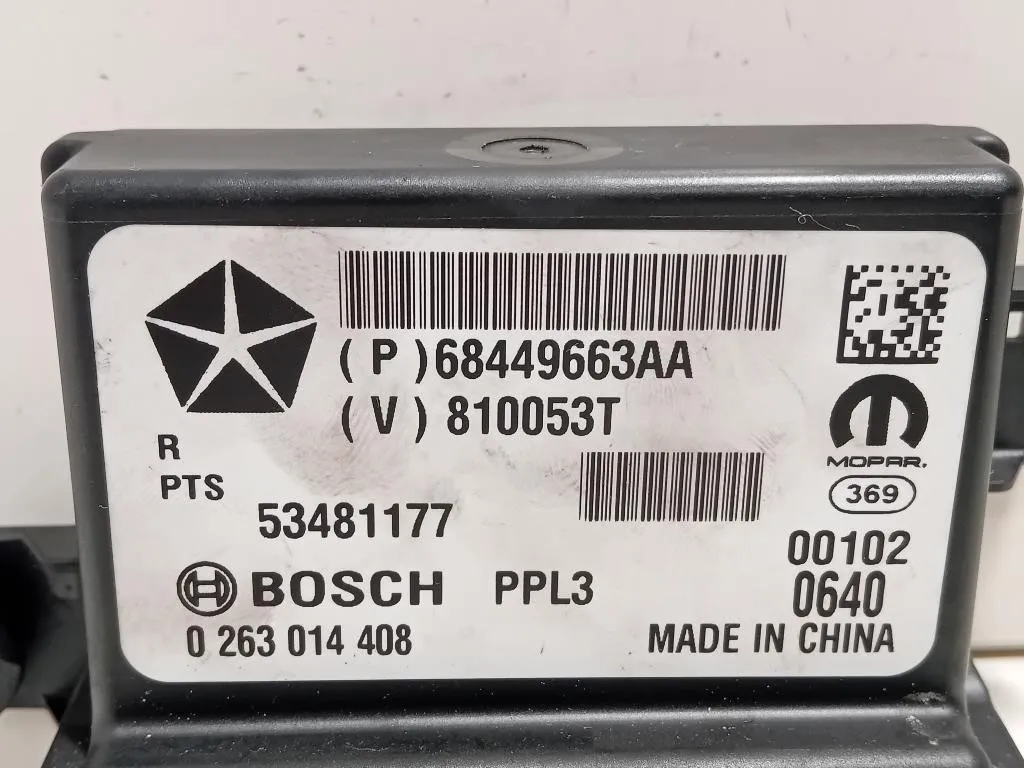 (P)68449663AA
(V) 810053T
R
PTS
MOPAR.
369
53481177
00102
BOSCH PPL3
0640
0 263 014 408
MADE IN CHINA